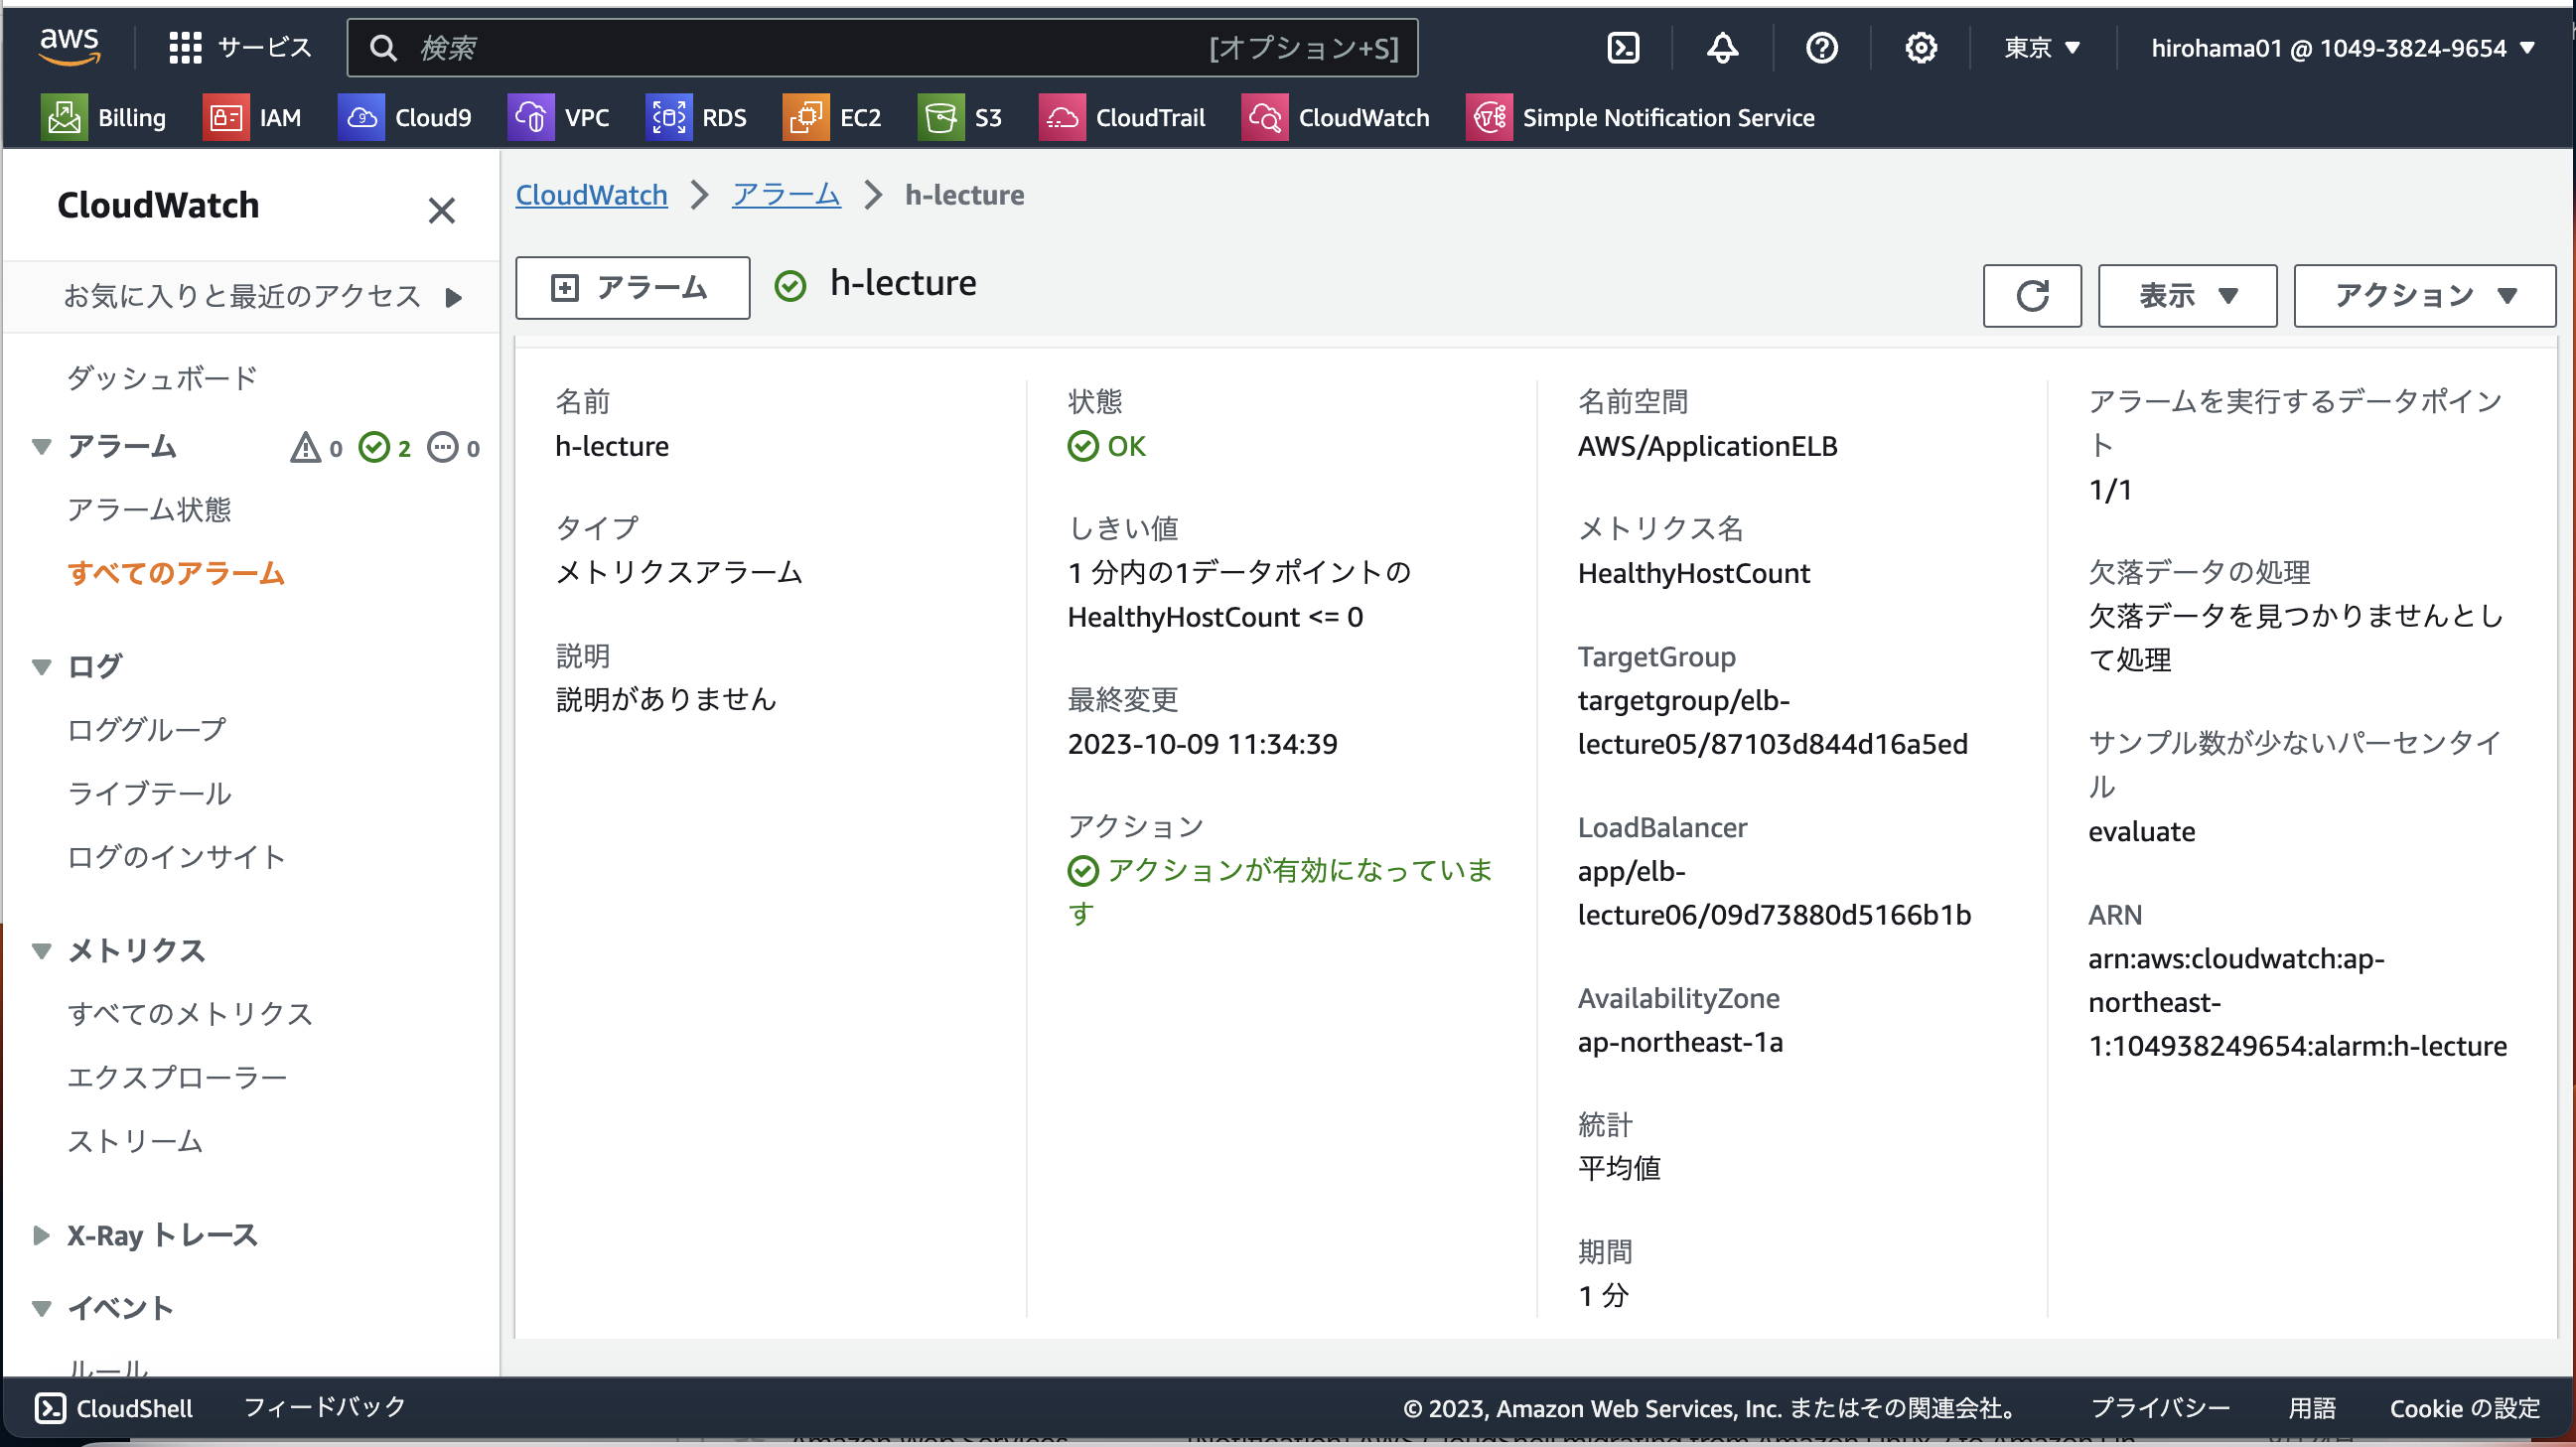 aws
サービス
検索
[オプション+S]
東京 ▼
hirohama01 @ 1049-3824-9654 ▼
Billing
IAM
Cloud9
VPC
RDS
EC2
S3
CloudTrail
CloudWatch
Simple Notification Service
CloudWatch
お気に入りと最近のアクセス
ダッシュボード
アラーム
0
2
0
アラーム状態
すべてのアラーム
ログ
ロググループ
ライブテール
ログのインサイト
メトリクス
すべてのメトリクス
エクスプローラー
ストリーム
X-Ray トレース
イベント
ルール
CloudWatch
アラーム
h-lecture
アラーム
h-lecture
表示 ▼
アクション ▼
名前
h-lecture
タイプ
メトリクスアラーム
説明
説明がありません
状態
OK
しきい値
1 分内の1データポイントの
HealthyHostCount <= 0
最終変更
2023-10-09 11:34:39
アクション
アクションが有効になっていま
す
名前空間
AWS/ApplicationELB
メトリクス名
HealthyHostCount
TargetGroup
targetgroup/elb-
lecture05/87103d844d16a5ed
LoadBalancer
app/elb-
lecture06/09d73880d5166b1b
AvailabilityZone
ap-northeast-1a
統計
平均値
期間
1 分
アラームを実行するデータポイン
ト
1/1
欠落データの処理
欠落データを見つかりませんとし
て処理
サンプル数が少ないパーセンタイ
ル
evaluate
ARN
arn:aws:cloudwatch:ap-
northeast-
1:104938249654:alarm:h-lecture
CloudShell
フィードバック
© 2023, Amazon Web Services, Inc. またはその関連会社。
プライバシー
用語
Cookie の設定